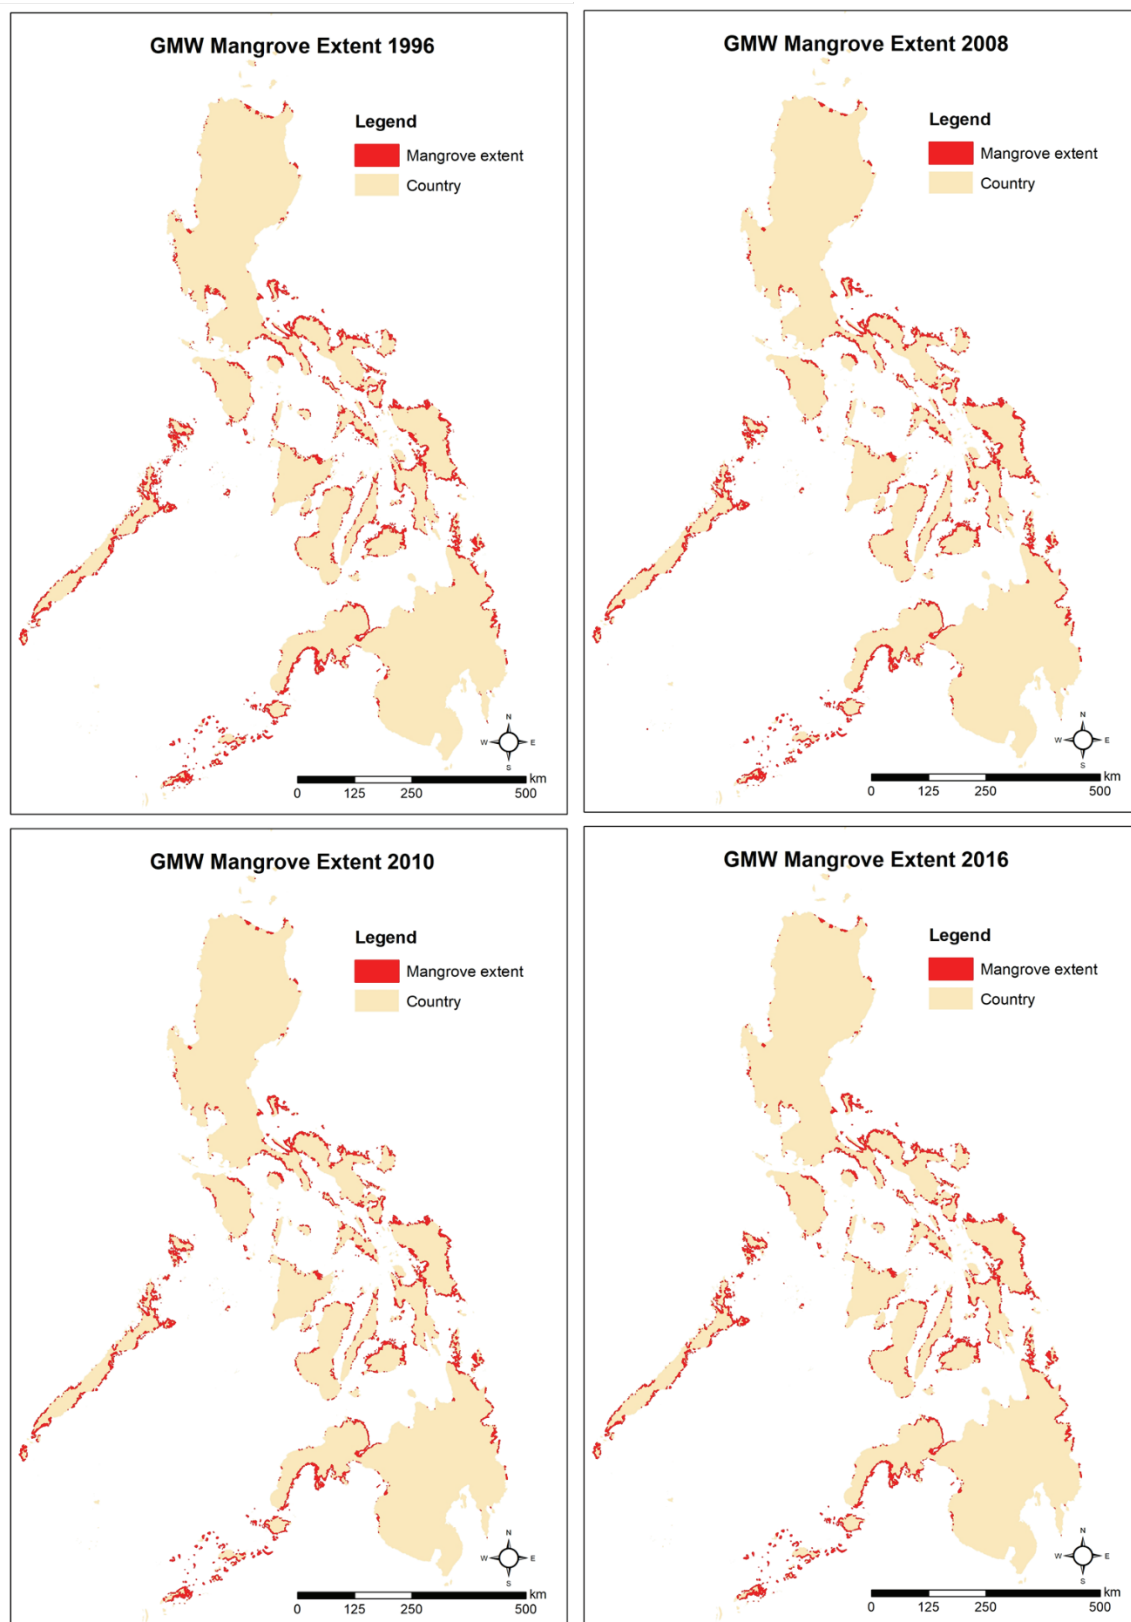 GMW Mangrove Extent 1996
Legend
Mangrove extent
Country
N
W E
S
km
0 125 250 500
GMW Mangrove Extent 2008
Legend
Mangrove extent
Country
N
W E
S
km
0 125 250 500
GMW Mangrove Extent 2010
Legend
Mangrove extent
Country
N
W E
S
km
0 125 250 500
GMW Mangrove Extent 2016
Legend
Mangrove extent
Country
N
W E
S
km
0 125 250 500